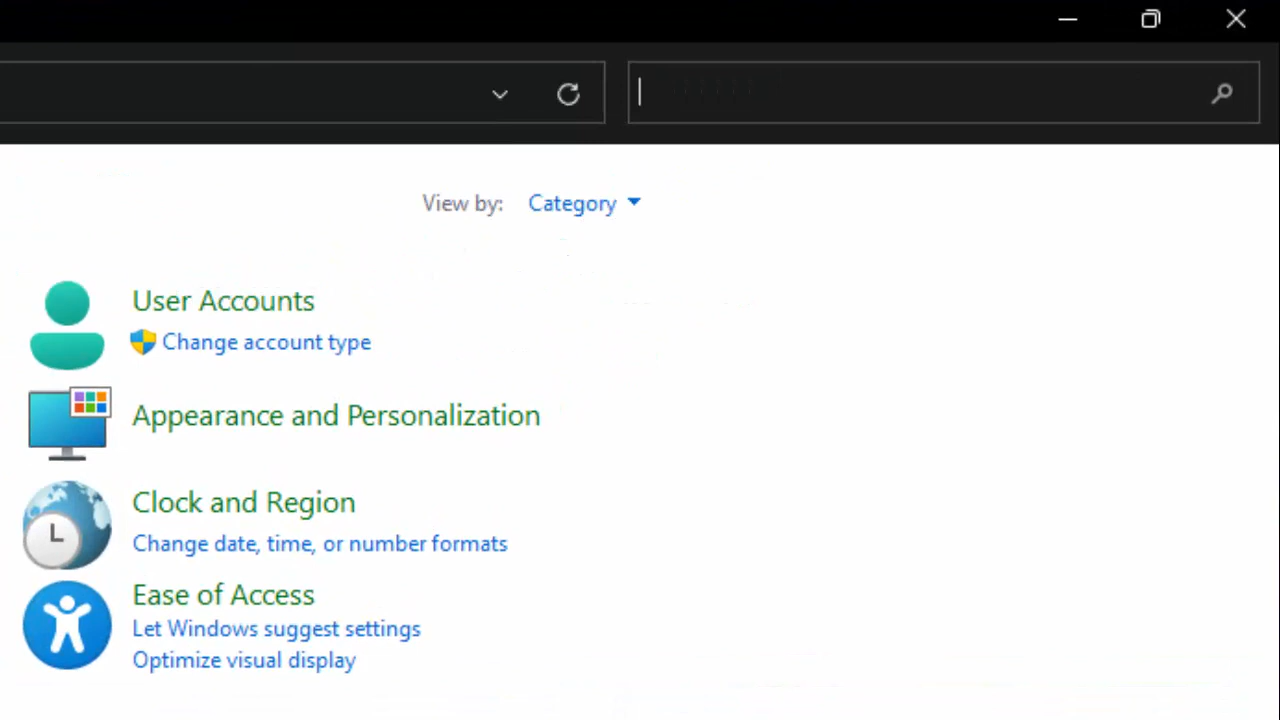 View by: Category
User Accounts
Change account type
Appearance and Personalization
Clock and Region
Change date, time, or number formats
Ease of Access
Let Windows suggest settings
Optimize visual display